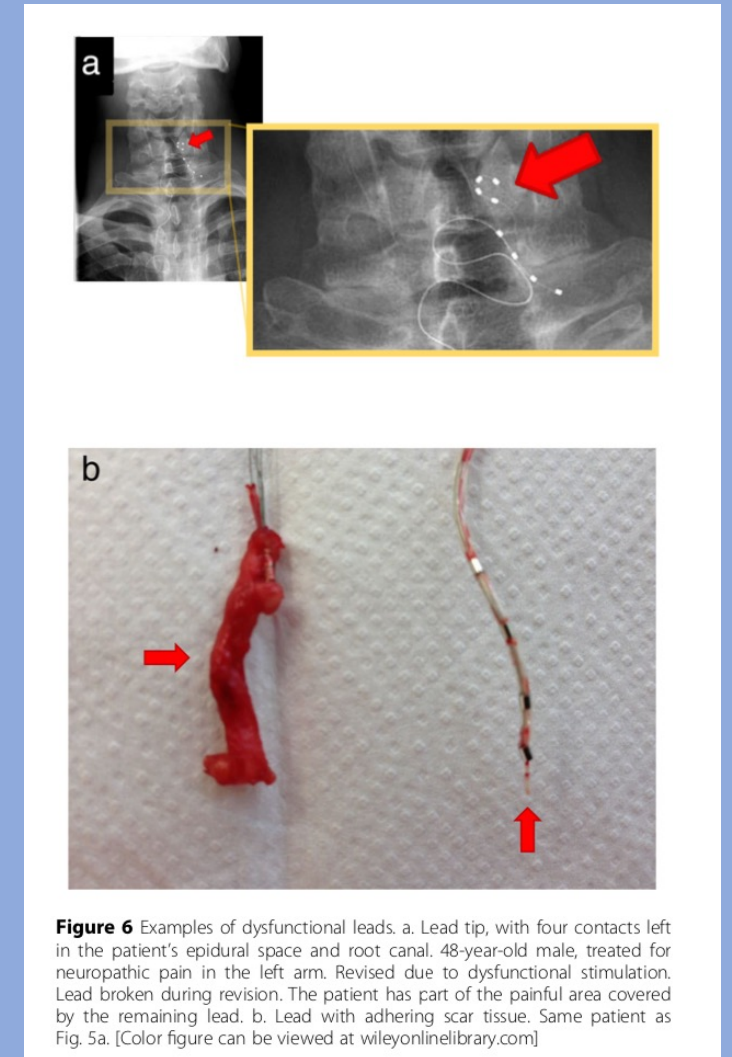 a
b
Figure 6 Examples of dysfunctional leads. a. Lead tip, with four contacts left
in the patient's epidural space and root canal. 48-year-old male, treated for
neuropathic pain in the left arm. Revised due to dysfunctional stimulation.
Lead broken during revision. The patient has part of the painful area covered
by the remaining lead. b. Lead with adhering scar tissue. Same patient as
Fig. 5a. [Color figure can be viewed at wileyonlinelibrary.com]